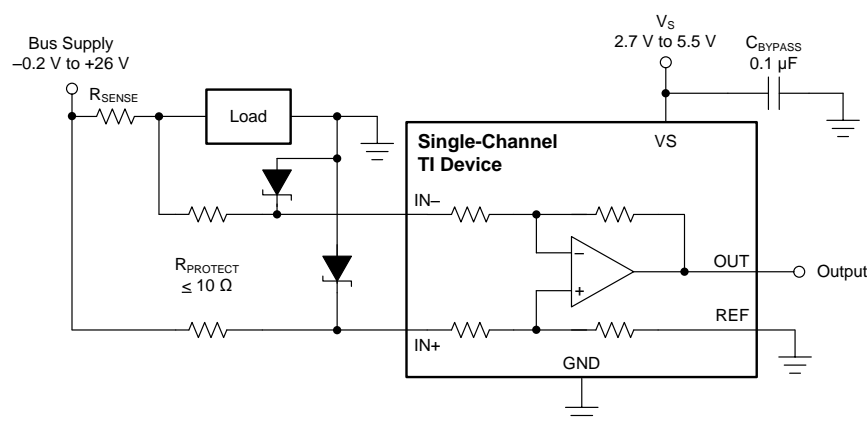 Bus Supply
–0.2 V to +26 V
RSENSE
Load
VS
2.7 V to 5.5 V
CBYPASS
0.1 µF
Single-Channel
TI Device
VS
IN–
RPROTECT
≤ 10 Ω
–
+
OUT
Output
REF
IN+
GND